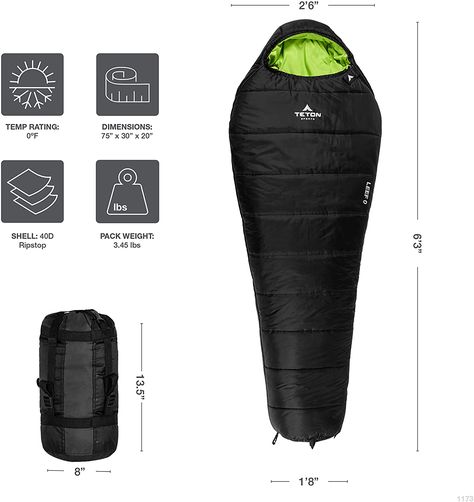 2'6"
TETON
SPORTS
LEEF 0
6'3"
TEMP RATING:
0°F
DIMENSIONS:
75" x 30" x 20"
lbs
SHELL: 40D
Ripstop
PACK WEIGHT:
3.45 lbs
13.5"
8"
1'8"
1173